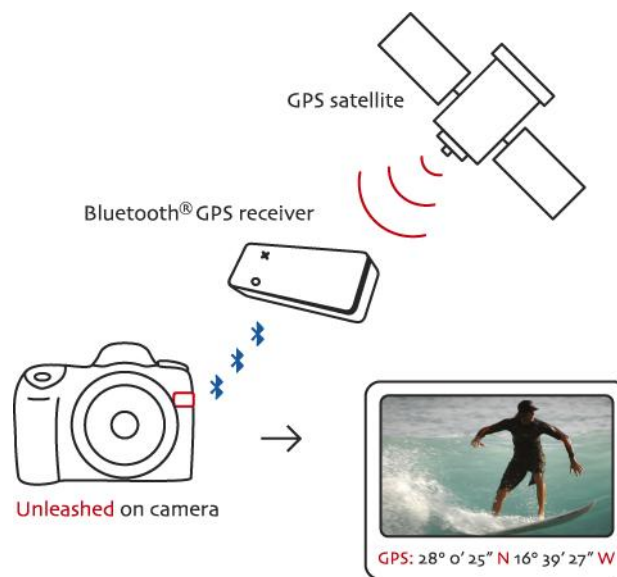 GPS satellite
Bluetooth® GPS receiver
Unleashed on camera
GPS: 28° 0′ 25″ N 16° 39′ 27″ W